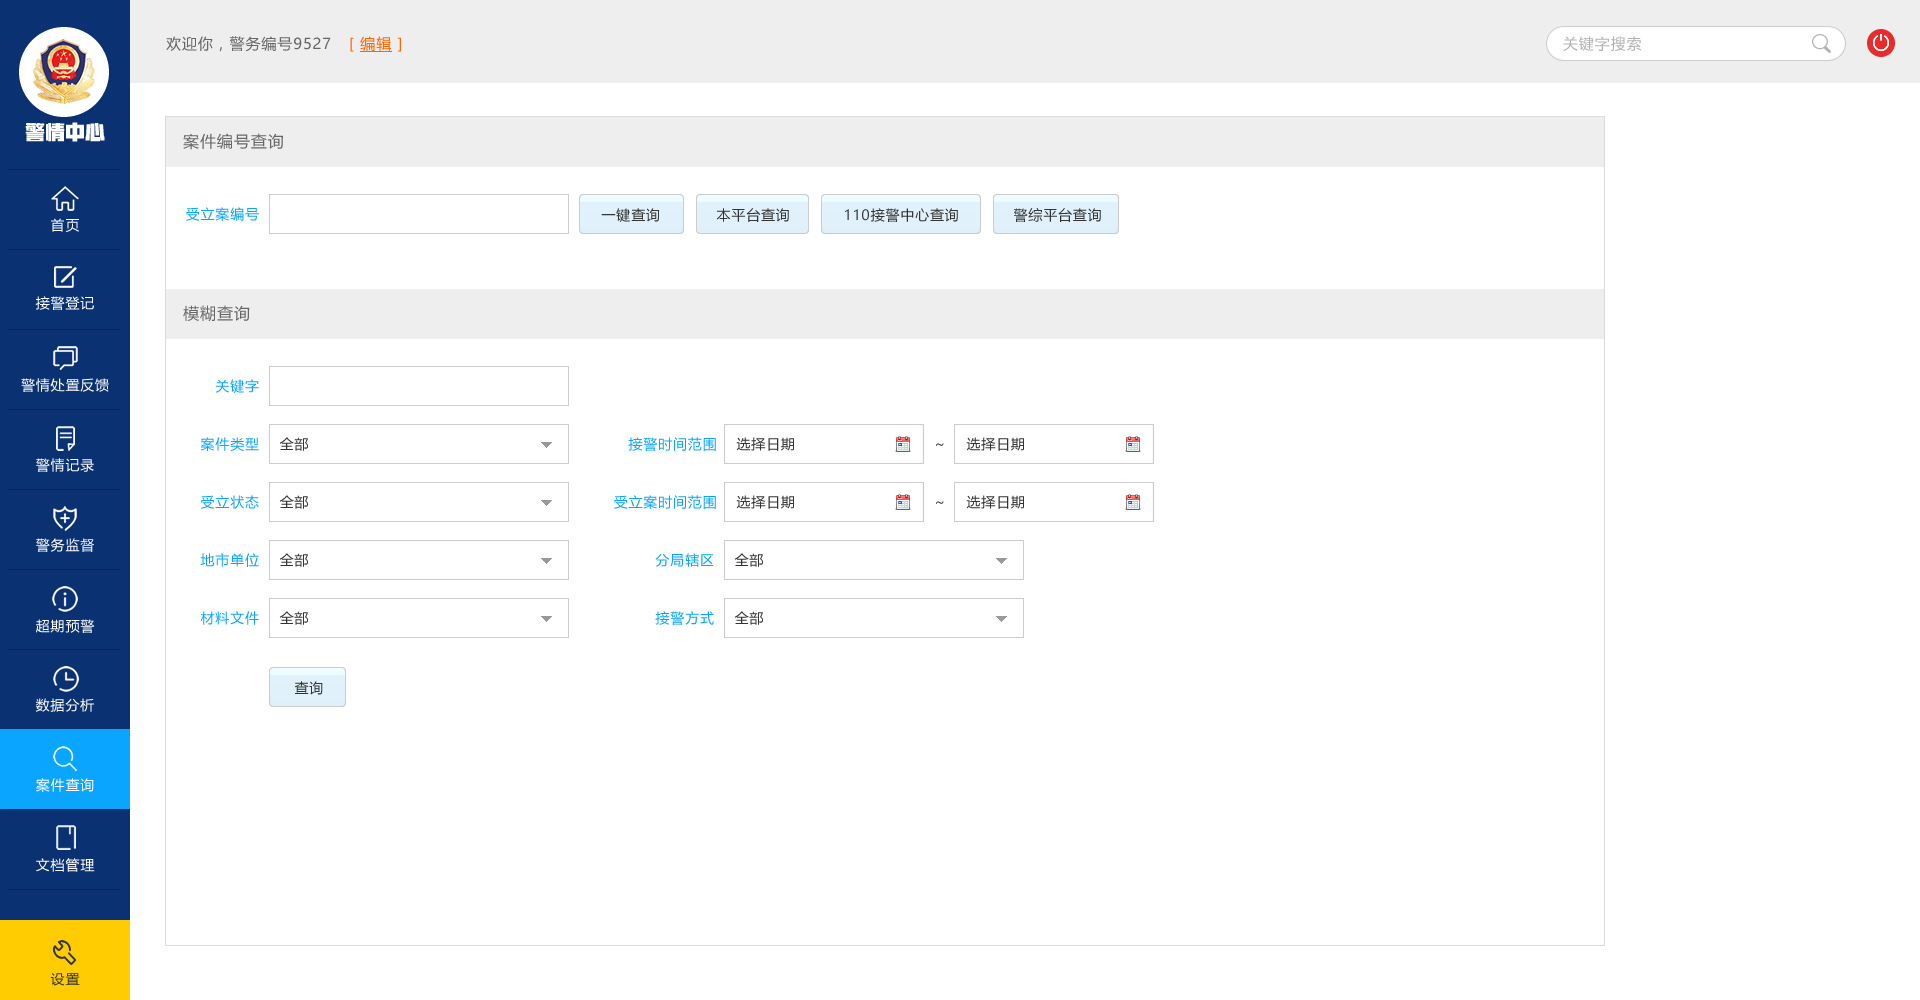 警情中心
首页
接警登记
警情处置反馈
警情记录
警务监督
超期预警
数据分析
案件查询
文档管理
设置
欢迎你，警务编号9527 [ 编辑 ]
关键字搜索
案件编号查询
受立案编号 一键查询 本平台查询 110接警中心查询 警综平台查询
模糊查询
关键字
案件类型 全部 接警时间范围 选择日期 ~ 选择日期
受立状态 全部 受立案时间范围 选择日期 ~ 选择日期
地市单位 全部 分局辖区 全部
材料文件 全部 接警方式 全部
查询